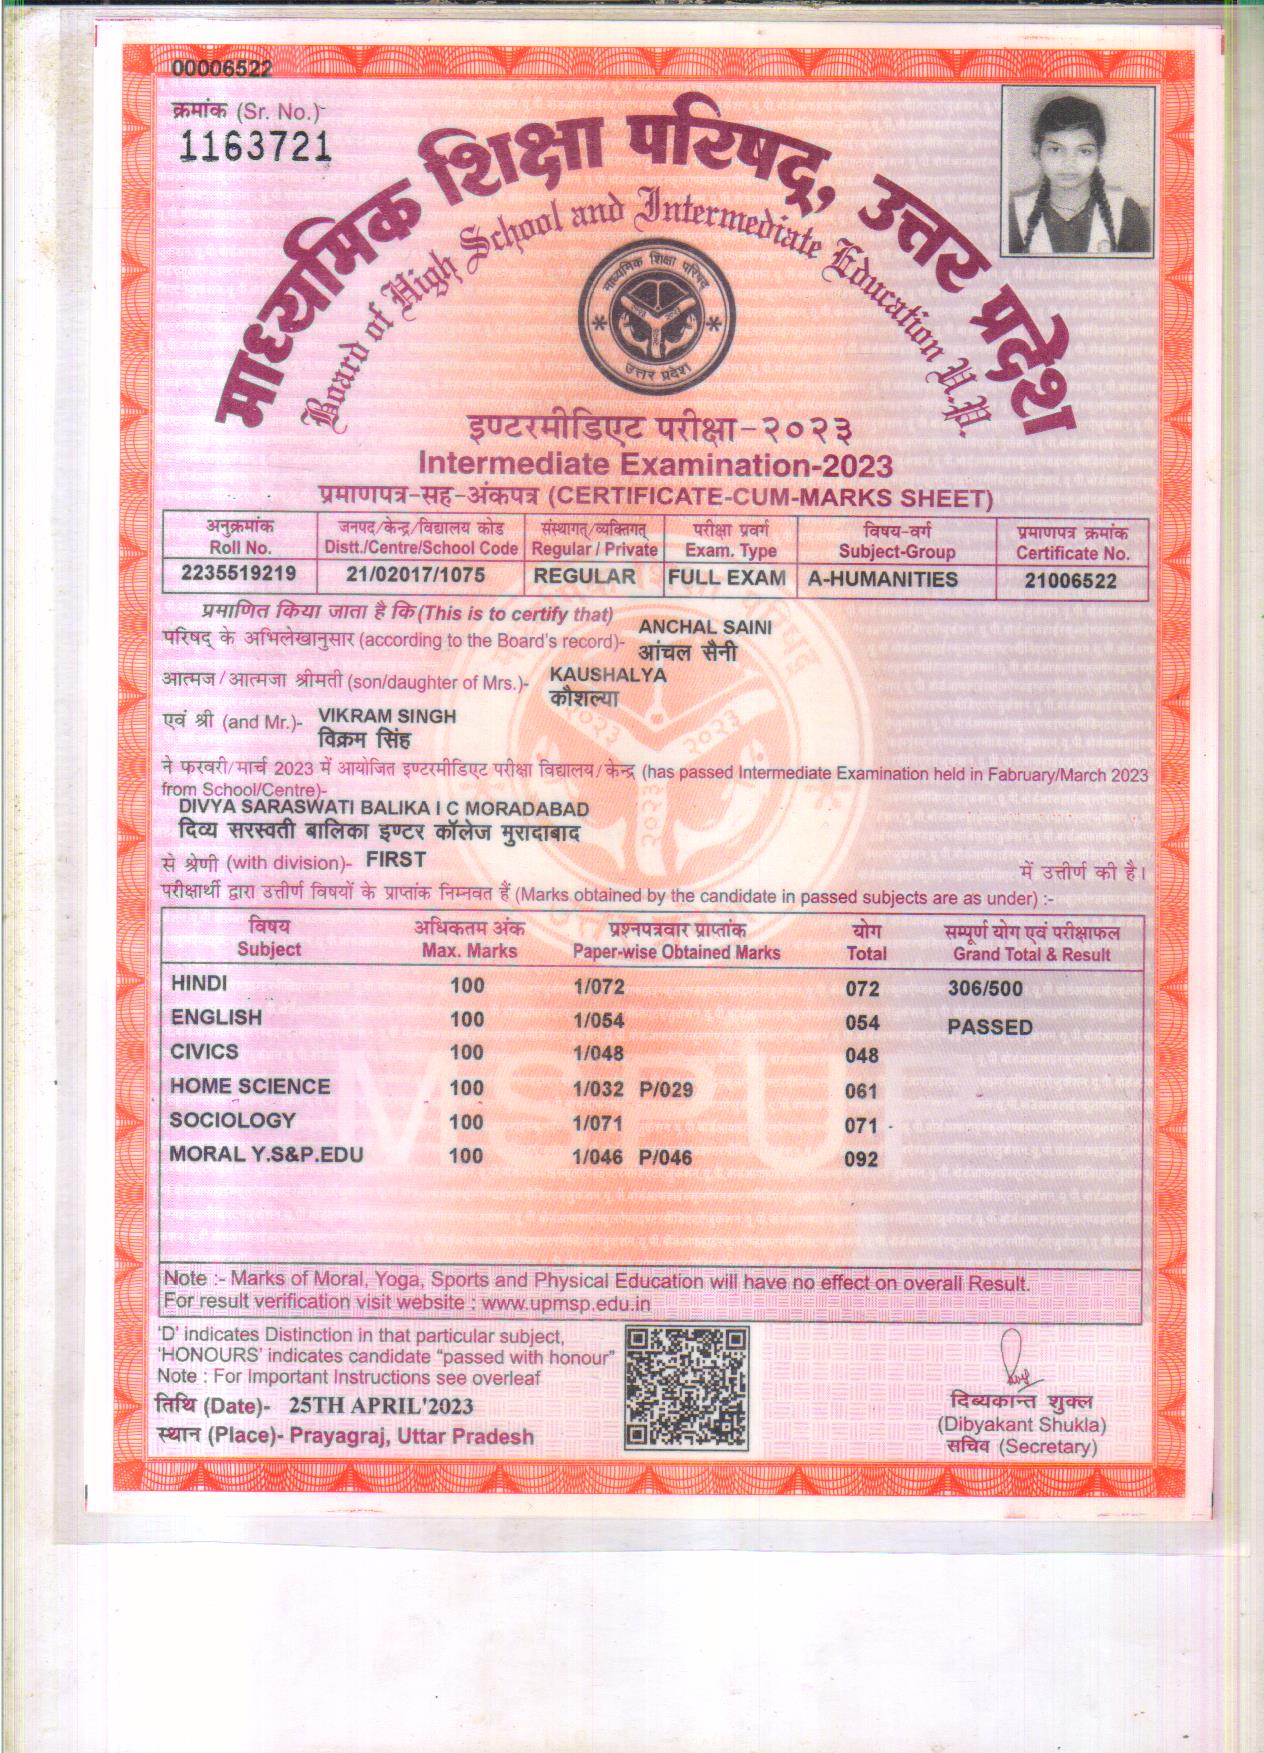 00006522
क्रमांक (Sr. No.)
1163721
माध्यमिक शिक्षा परिषद्, उत्तर प्रदेश
Board of High School and Intermediate Education U.P.
माध्यमिक शिक्षा परिषद्
उत्तर प्रदेश
इण्टरमीडिएट परीक्षा-२०२३
Intermediate Examination-2023
प्रमाणपत्र-सह-अंकपत्र (CERTIFICATE-CUM-MARKS SHEET)
अनुक्रमांक जनपद/केन्द्र/विद्यालय कोड संस्थागत्/व्यक्तिगत् परीक्षा प्रवर्ग विषय-वर्ग प्रमाणपत्र क्रमांक
Roll No. Distt./Centre/School Code Regular / Private Exam. Type Subject-Group Certificate No.
2235519219 21/02017/1075 REGULAR FULL EXAM A-HUMANITIES 21006522
प्रमाणित किया जाता है कि (This is to certify that)
परिषद् के अभिलेखानुसार (according to the Board's record)- ANCHAL SAINI
आंचल सैनी
आत्मज/आत्मजा श्रीमती (son/daughter of Mrs.)- KAUSHALYA
कौशल्या
एवं श्री (and Mr.)- VIKRAM SINGH
विक्रम सिंह
ने फरवरी/मार्च 2023 में आयोजित इण्टरमीडिएट परीक्षा विद्यालय/केन्द्र (has passed Intermediate Examination held in Fabruary/March 2023
from School/Centre)-
DIVYA SARASWATI BALIKA I C MORADABAD
दिव्य सरस्वती बालिका इण्टर कॉलेज मुरादाबाद
से श्रेणी (with division)- FIRST में उत्तीर्ण की है।
परीक्षार्थी द्वारा उत्तीर्ण विषयों के प्राप्तांक निम्नवत हैं (Marks obtained by the candidate in passed subjects are as under) :-
विषय अधिकतम अंक प्रश्नपत्रवार प्राप्तांक योग सम्पूर्ण योग एवं परीक्षाफल
Subject Max. Marks Paper-wise Obtained Marks Total Grand Total & Result
HINDI 100 1/072 072 306/500
ENGLISH 100 1/054 054 PASSED
CIVICS 100 1/048 048
HOME SCIENCE 100 1/032 P/029 061
SOCIOLOGY 100 1/071 071
MORAL Y.S&P.EDU 100 1/046 P/046 092
Note :- Marks of Moral, Yoga, Sports and Physical Education will have no effect on overall Result.
For result verification visit website : www.upmsp.edu.in
'D' indicates Distinction in that particular subject,
'HONOURS' indicates candidate "passed with honour"
Note : For Important Instructions see overleaf
तिथि (Date)- 25TH APRIL'2023
स्थान (Place)- Prayagraj, Uttar Pradesh
दिब्यकान्त शुक्ल
(Dibyakant Shukla)
सचिव (Secretary)